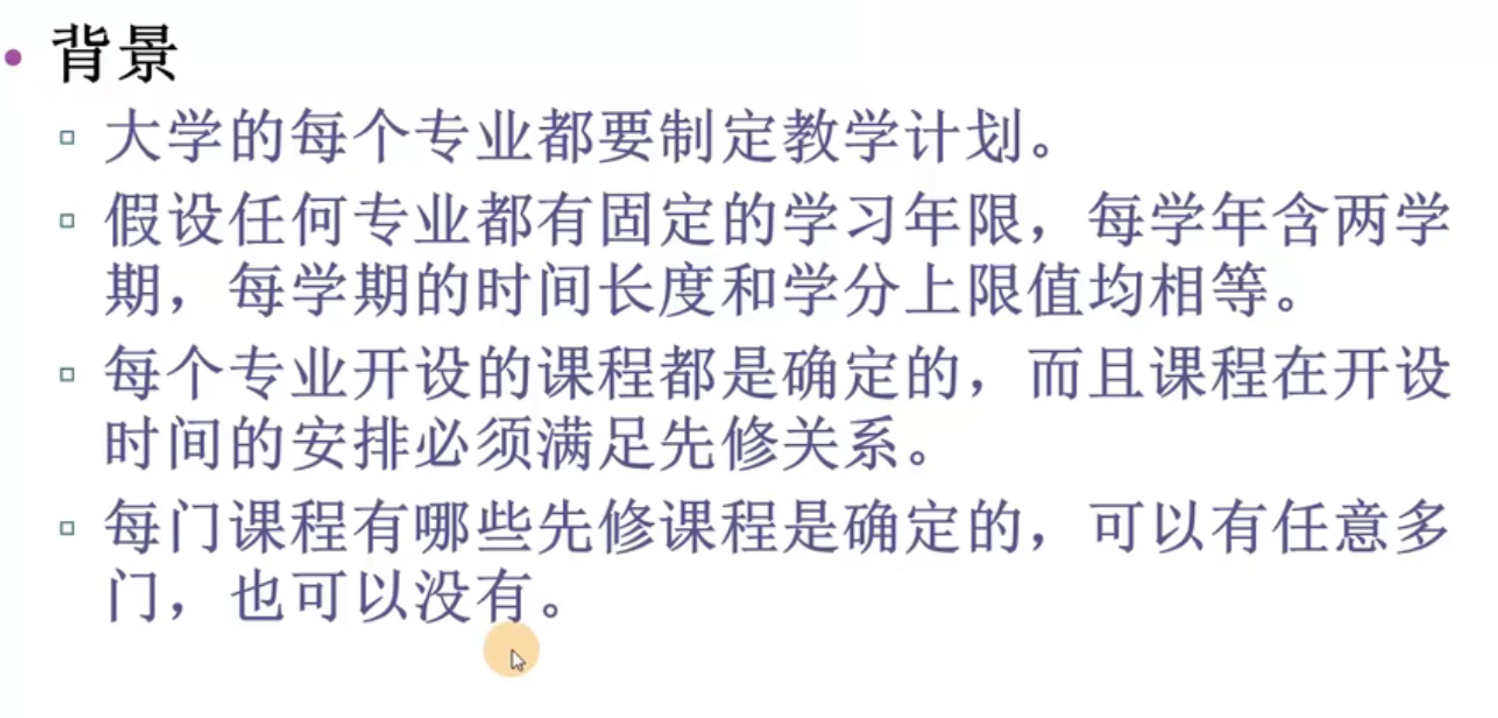 背景
大学的每个专业都要制定教学计划。
假设任何专业都有固定的学习年限，每学年含两学
期，每学期的时间长度和学分上限值均相等。
每个专业开设的课程都是确定的，而且课程在开设
时间的安排必须满足先修关系。
每门课程有哪些先修课程是确定的，可以有任意多
门，也可以没有。